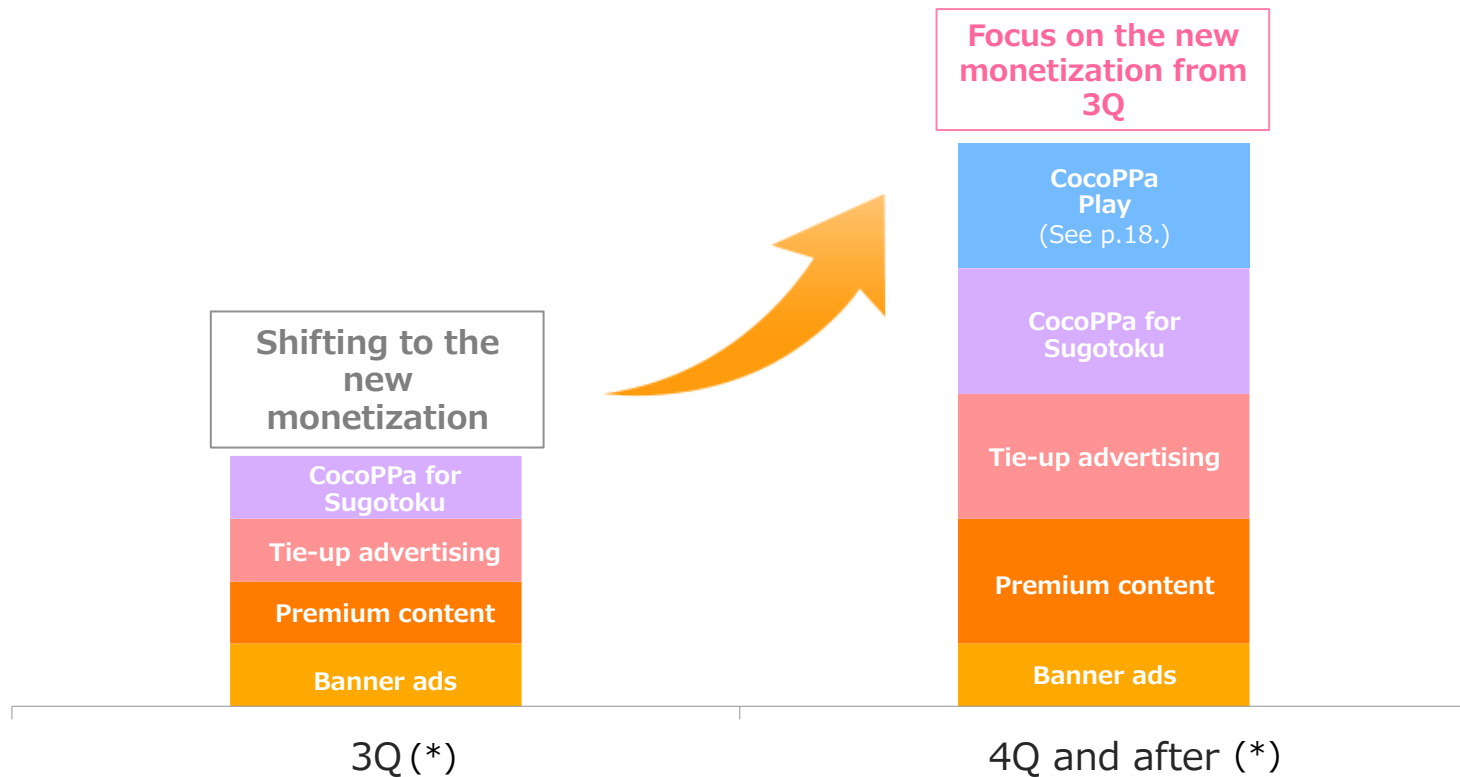 Shifting to the
new
monetization
CocoPPa for
Sugotoku
Tie-up advertising
Premium content
Banner ads
3Q (*)
Focus on the new
monetization from
3Q
CocoPPa
Play
(See p.18.)
CocoPPa for
Sugotoku
Tie-up advertising
Premium content
Banner ads
4Q and after (*)